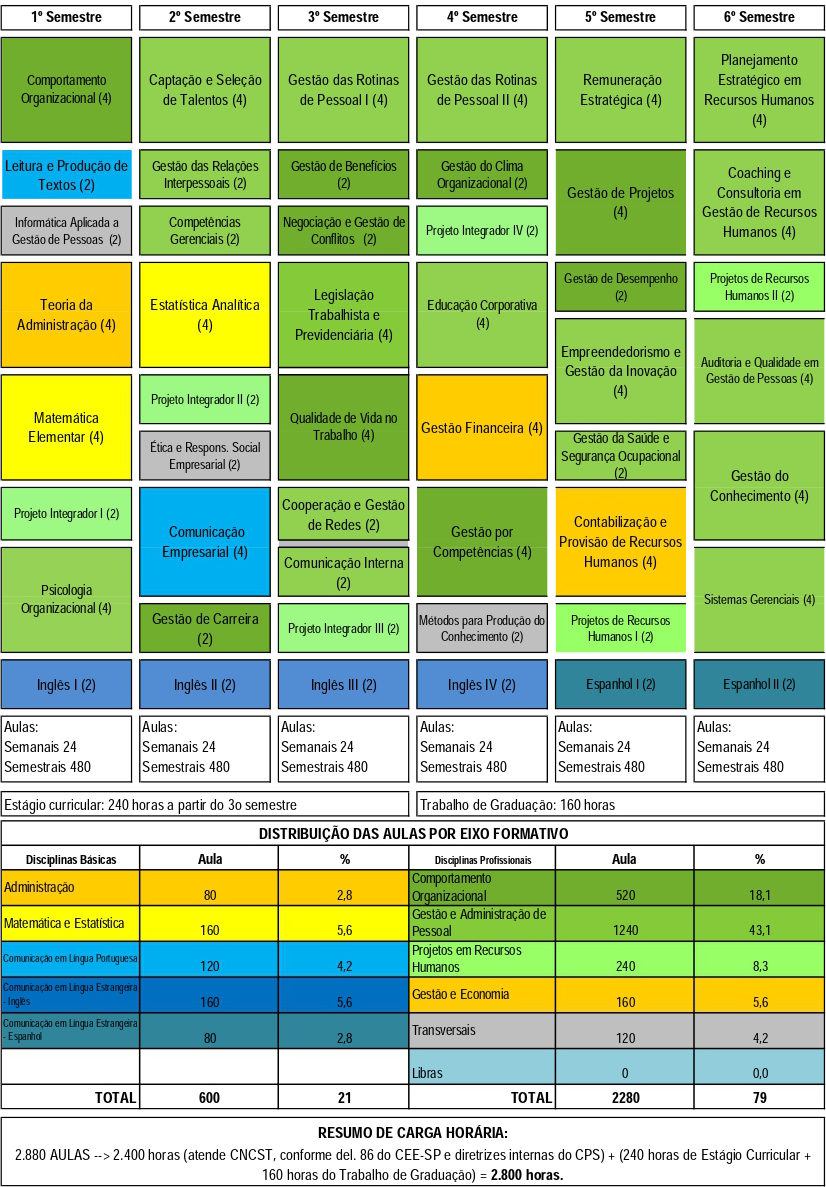 1º Semestre
2º Semestre
3º Semestre
4º Semestre
5º Semestre
6º Semestre
Comportamento
Organizacional (4)
Captação e Seleção
de Talentos (4)
Gestão das Rotinas
de Pessoal I (4)
Gestão das Rotinas
de Pessoal II (4)
Remuneração
Estratégica (4)
Planejamento
Estratégico em
Recursos Humanos
(4)
Leitura e Produção de
Textos (2)
Gestão das Relações
Interpessoais (2)
Gestão de Benefícios
(2)
Gestão do Clima
Organizacional (2)
Gestão de Projetos
(4)
Coaching e
Consultoria em
Gestão de Recursos
Humanos (4)
Informática Aplicada a
Gestão de Pessoas (2)
Competências
Gerenciais (2)
Negociação e Gestão de
Conflitos (2)
Projeto Integrador IV (2)
Teoria da
Administração (4)
Estatística Analítica
(4)
Legislação
Trabalhista e
Previdenciária (4)
Educação Corporativa
(4)
Gestão de Desempenho
(2)
Projetos de Recursos
Humanos II (2)
Empreendedorismo e
Gestão da Inovação
(4)
Auditoria e Qualidade em
Gestão de Pessoas (4)
Matemática
Elementar (4)
Projeto Integrador II (2)
Qualidade de Vida no
Trabalho (4)
Gestão Financeira (4)
Ética e Respons. Social
Empresarial (2)
Gestão da Saúde e
Segurança Ocupacional
(2)
Gestão do
Conhecimento (4)
Projeto Integrador I (2)
Comunicação
Empresarial (4)
Cooperação e Gestão
de Redes (2)
Gestão por
Competências (4)
Contabilização e
Provisão de Recursos
Humanos (4)
Psicologia
Organizacional (4)
Comunicação Interna
(2)
Sistemas Gerenciais (4)
Gestão de Carreira
(2)
Projeto Integrador III (2)
Métodos para Produção do
Conhecimento (2)
Projetos de Recursos
Humanos I (2)
Inglês I (2)
Inglês II (2)
Inglês III (2)
Inglês IV (2)
Espanhol I (2)
Espanhol II (2)
Aulas:
Semanais 24
Semestrais 480
Aulas:
Semanais 24
Semestrais 480
Aulas:
Semanais 24
Semestrais 480
Aulas:
Semanais 24
Semestrais 480
Aulas:
Semanais 24
Semestrais 480
Aulas:
Semanais 24
Semestrais 480
Estágio curricular: 240 horas a partir do 3o semestre
Trabalho de Graduação: 160 horas
DISTRIBUIÇÃO DAS AULAS POR EIXO FORMATIVO
Disciplinas Básicas Aula % Disciplinas Profissionais Aula %
Administração 80 2,8
Comportamento
Organizacional 520 18,1
Matemática e Estatística 160 5,6
Gestão e Administração de
Pessoal 1240 43,1
Comunicação em Língua Portuguesa 120 4,2
Projetos em Recursos
Humanos 240 8,3
Comunicação em Língua Estrangeira
- Inglês 160 5,6
Gestão e Economia 160 5,6
Comunicação em Língua Estrangeira
- Espanhol 80 2,8
Transversais 120 4,2
Libras 0 0,0
TOTAL 600 21 TOTAL 2280 79
RESUMO DE CARGA HORÁRIA:
2.880 AULAS --> 2.400 horas (atende CNCST, conforme del. 86 do CEE-SP e diretrizes internas do CPS) + (240 horas de Estágio Curricular +
160 horas do Trabalho de Graduação) = 2.800 horas.